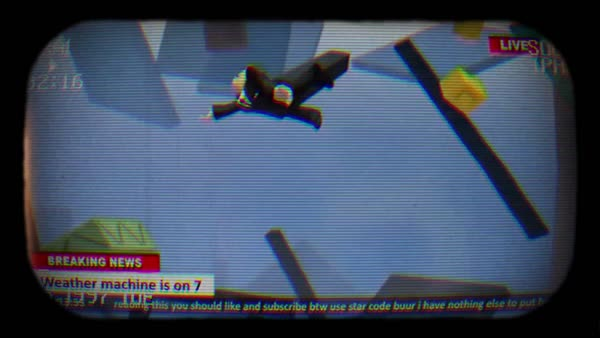 LIVE
BREAKING NEWS
Weather machine is on 7
reading this you should like and subscribe btw use star code buur i have nothing else to put